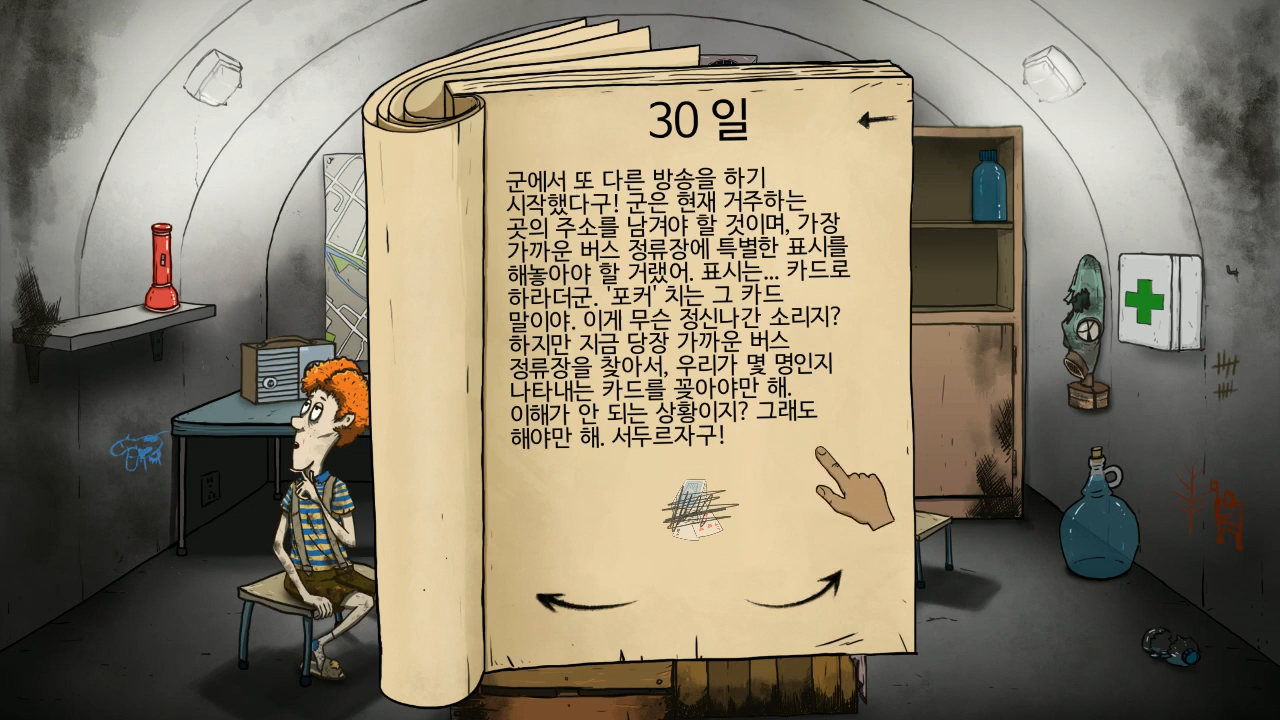 30 일
군에서 또 다른 방송을 하기
시작했다구! 군은 현재 거주하는
곳의 주소를 남겨야 할 것이며, 가장
가까운 버스 정류장에 특별한 표시를
해놓아야 할 거랬어. 표시는... 카드로
하라더군. '포커' 치는 그 카드
말이야. 이게 무슨 정신나간 소리지?
하지만 지금 당장 가까운 버스
정류장을 찾아서, 우리가 몇 명인지
나타내는 카드를 꽂아야만 해.
이해가 안 되는 상황이지? 그래도
해야만 해. 서두르자구!